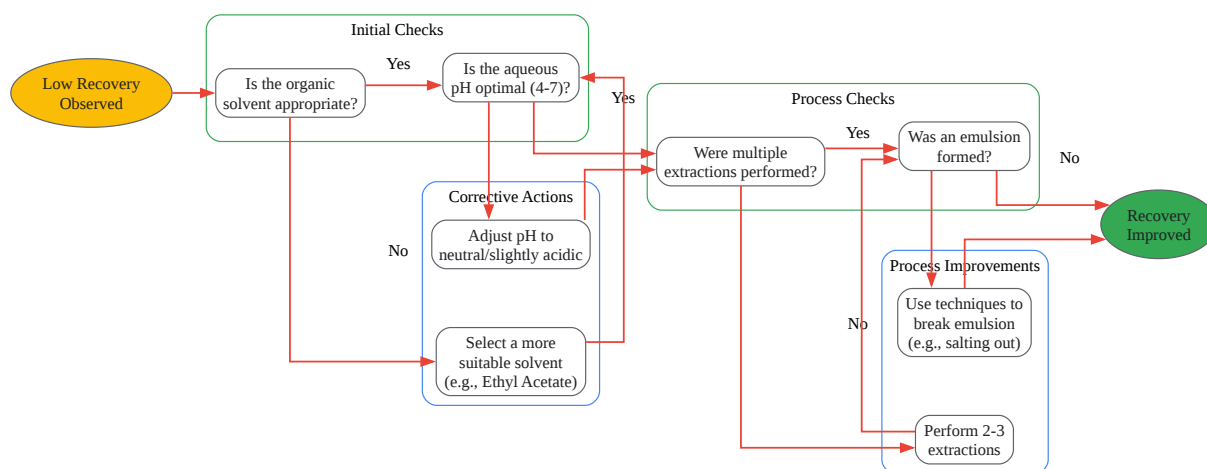 Initial Checks
Low Recovery
Observed
Is the organic
solvent appropriate?
Yes
Is the aqueous
pH optimal (4-7)?
Yes
Process Checks
Were multiple
extractions performed?
Yes
Was an emulsion
formed?
No
Corrective Actions
Adjust pH to
neutral/slightly acidic
No
Select a more
suitable solvent
(e.g., Ethyl Acetate)
Recovery
Improved
Process Improvements
Use techniques to
break emulsion
(e.g., salting out)
No
Perform 2-3
extractions